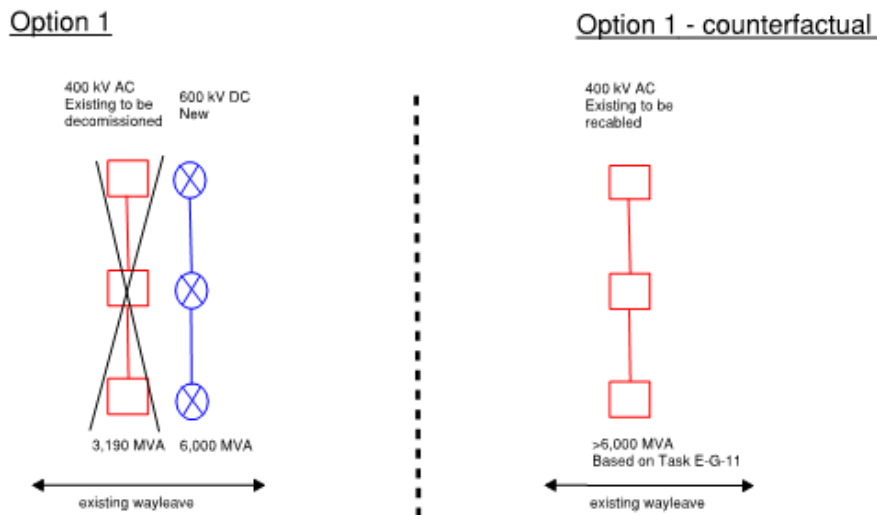 Option 1
400 kV AC
Existing to be
decomissioned
600 kV DC
New
3,190 MVA
6,000 MVA
existing wayleave
Option 1 - counterfactual
400 kV AC
Existing to be
recabled
>6,000 MVA
Based on Task E-G-11
existing wayleave